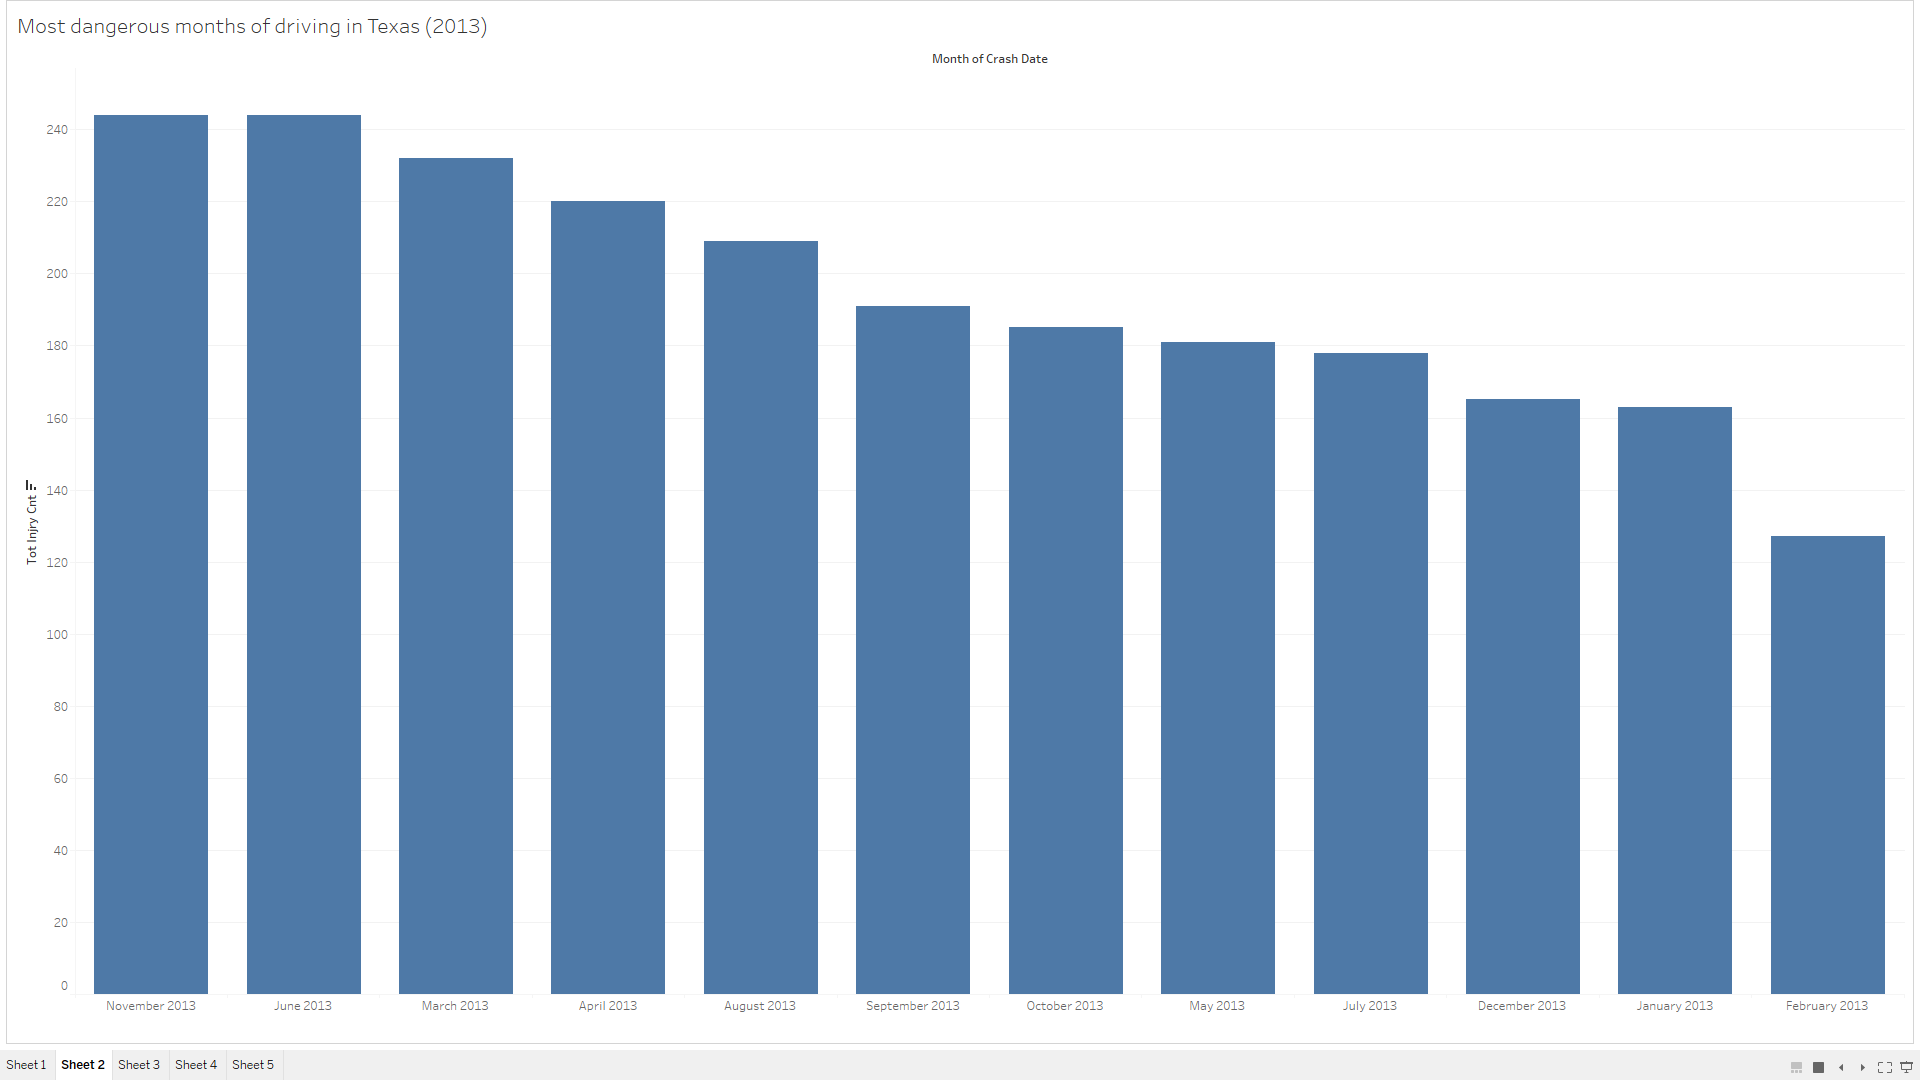 Most dangerous months of driving in Texas (2013)
Month of Crash Date
Tot Injry Cnt
240
220
200
180
160
140
120
100
80
60
40
20
0
November 2013 June 2013 March 2013 April 2013 August 2013 September 2013 October 2013 May 2013 July 2013 December 2013 January 2013 February 2013
Sheet 1 Sheet 2 Sheet 3 Sheet 4 Sheet 5